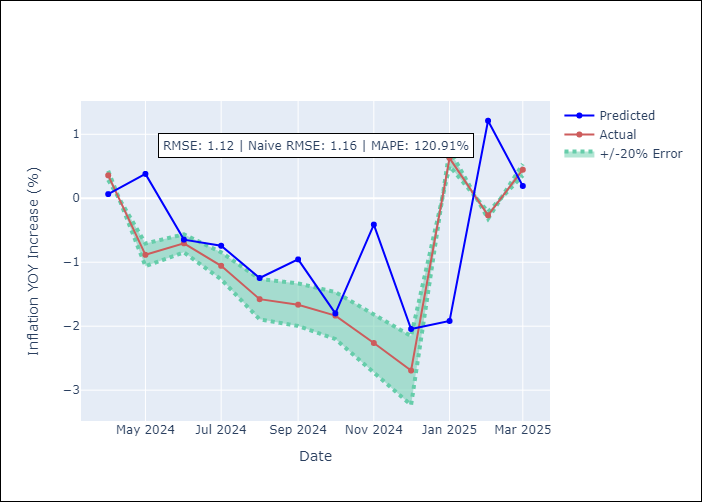 RMSE: 1.12 | Naive RMSE: 1.16 | MAPE: 120.91%
Predicted
Actual
+/-20% Error
Inflation YOY Increase (%)
1
0
−1
−2
−3
May 2024
Jul 2024
Sep 2024
Nov 2024
Jan 2025
Mar 2025
Date